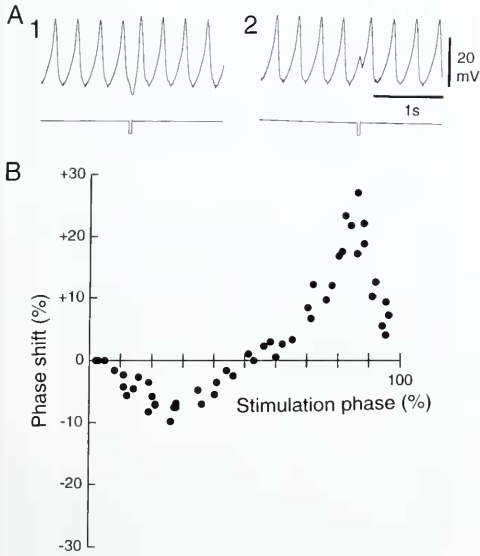 A
1
2
20
mV
1s
B
+30
+20
+10
0
-10
-20
-30
Phase shift (%)
100
Stimulation phase (%)